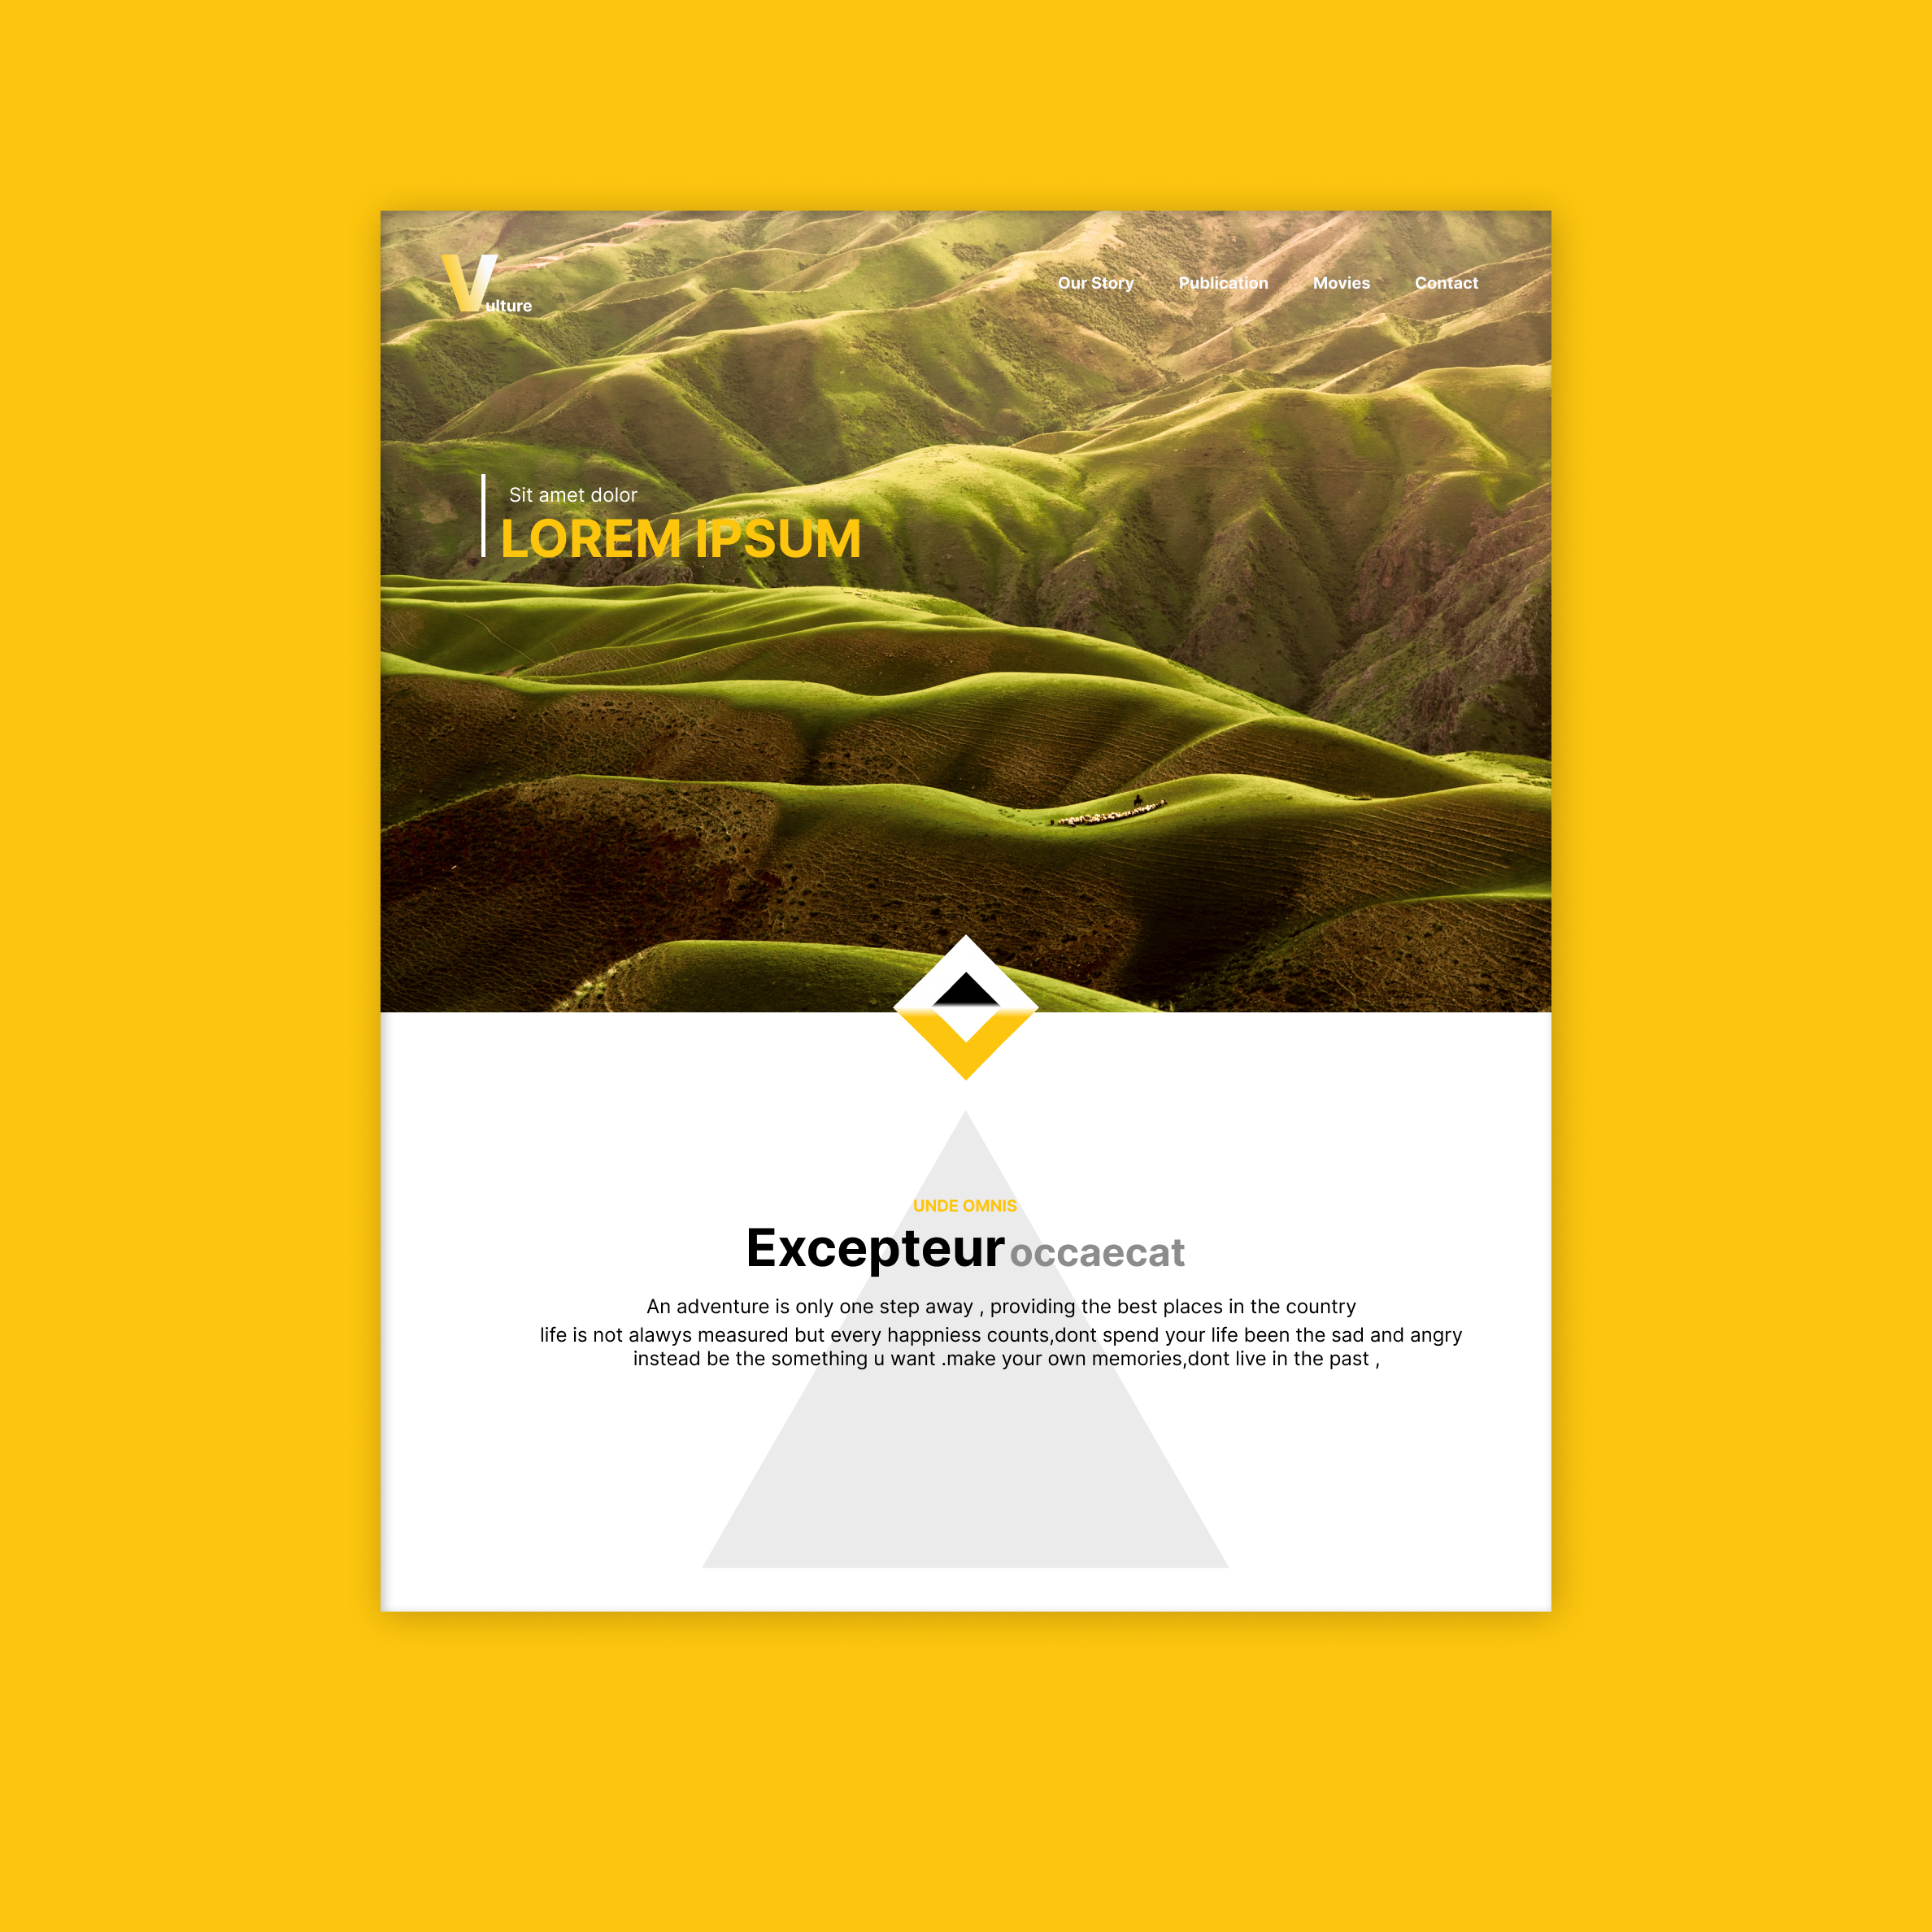 Vulture
Our Story Publication Movies Contact
Sit amet dolor
LOREM IPSUM
UNDE OMNIS
Excepteur occaecat
An adventure is only one step away , providing the best places in the country
life is not alawys measured but every happniess counts,dont spend your life been the sad and angry
instead be the something u want .make your own memories,dont live in the past ,